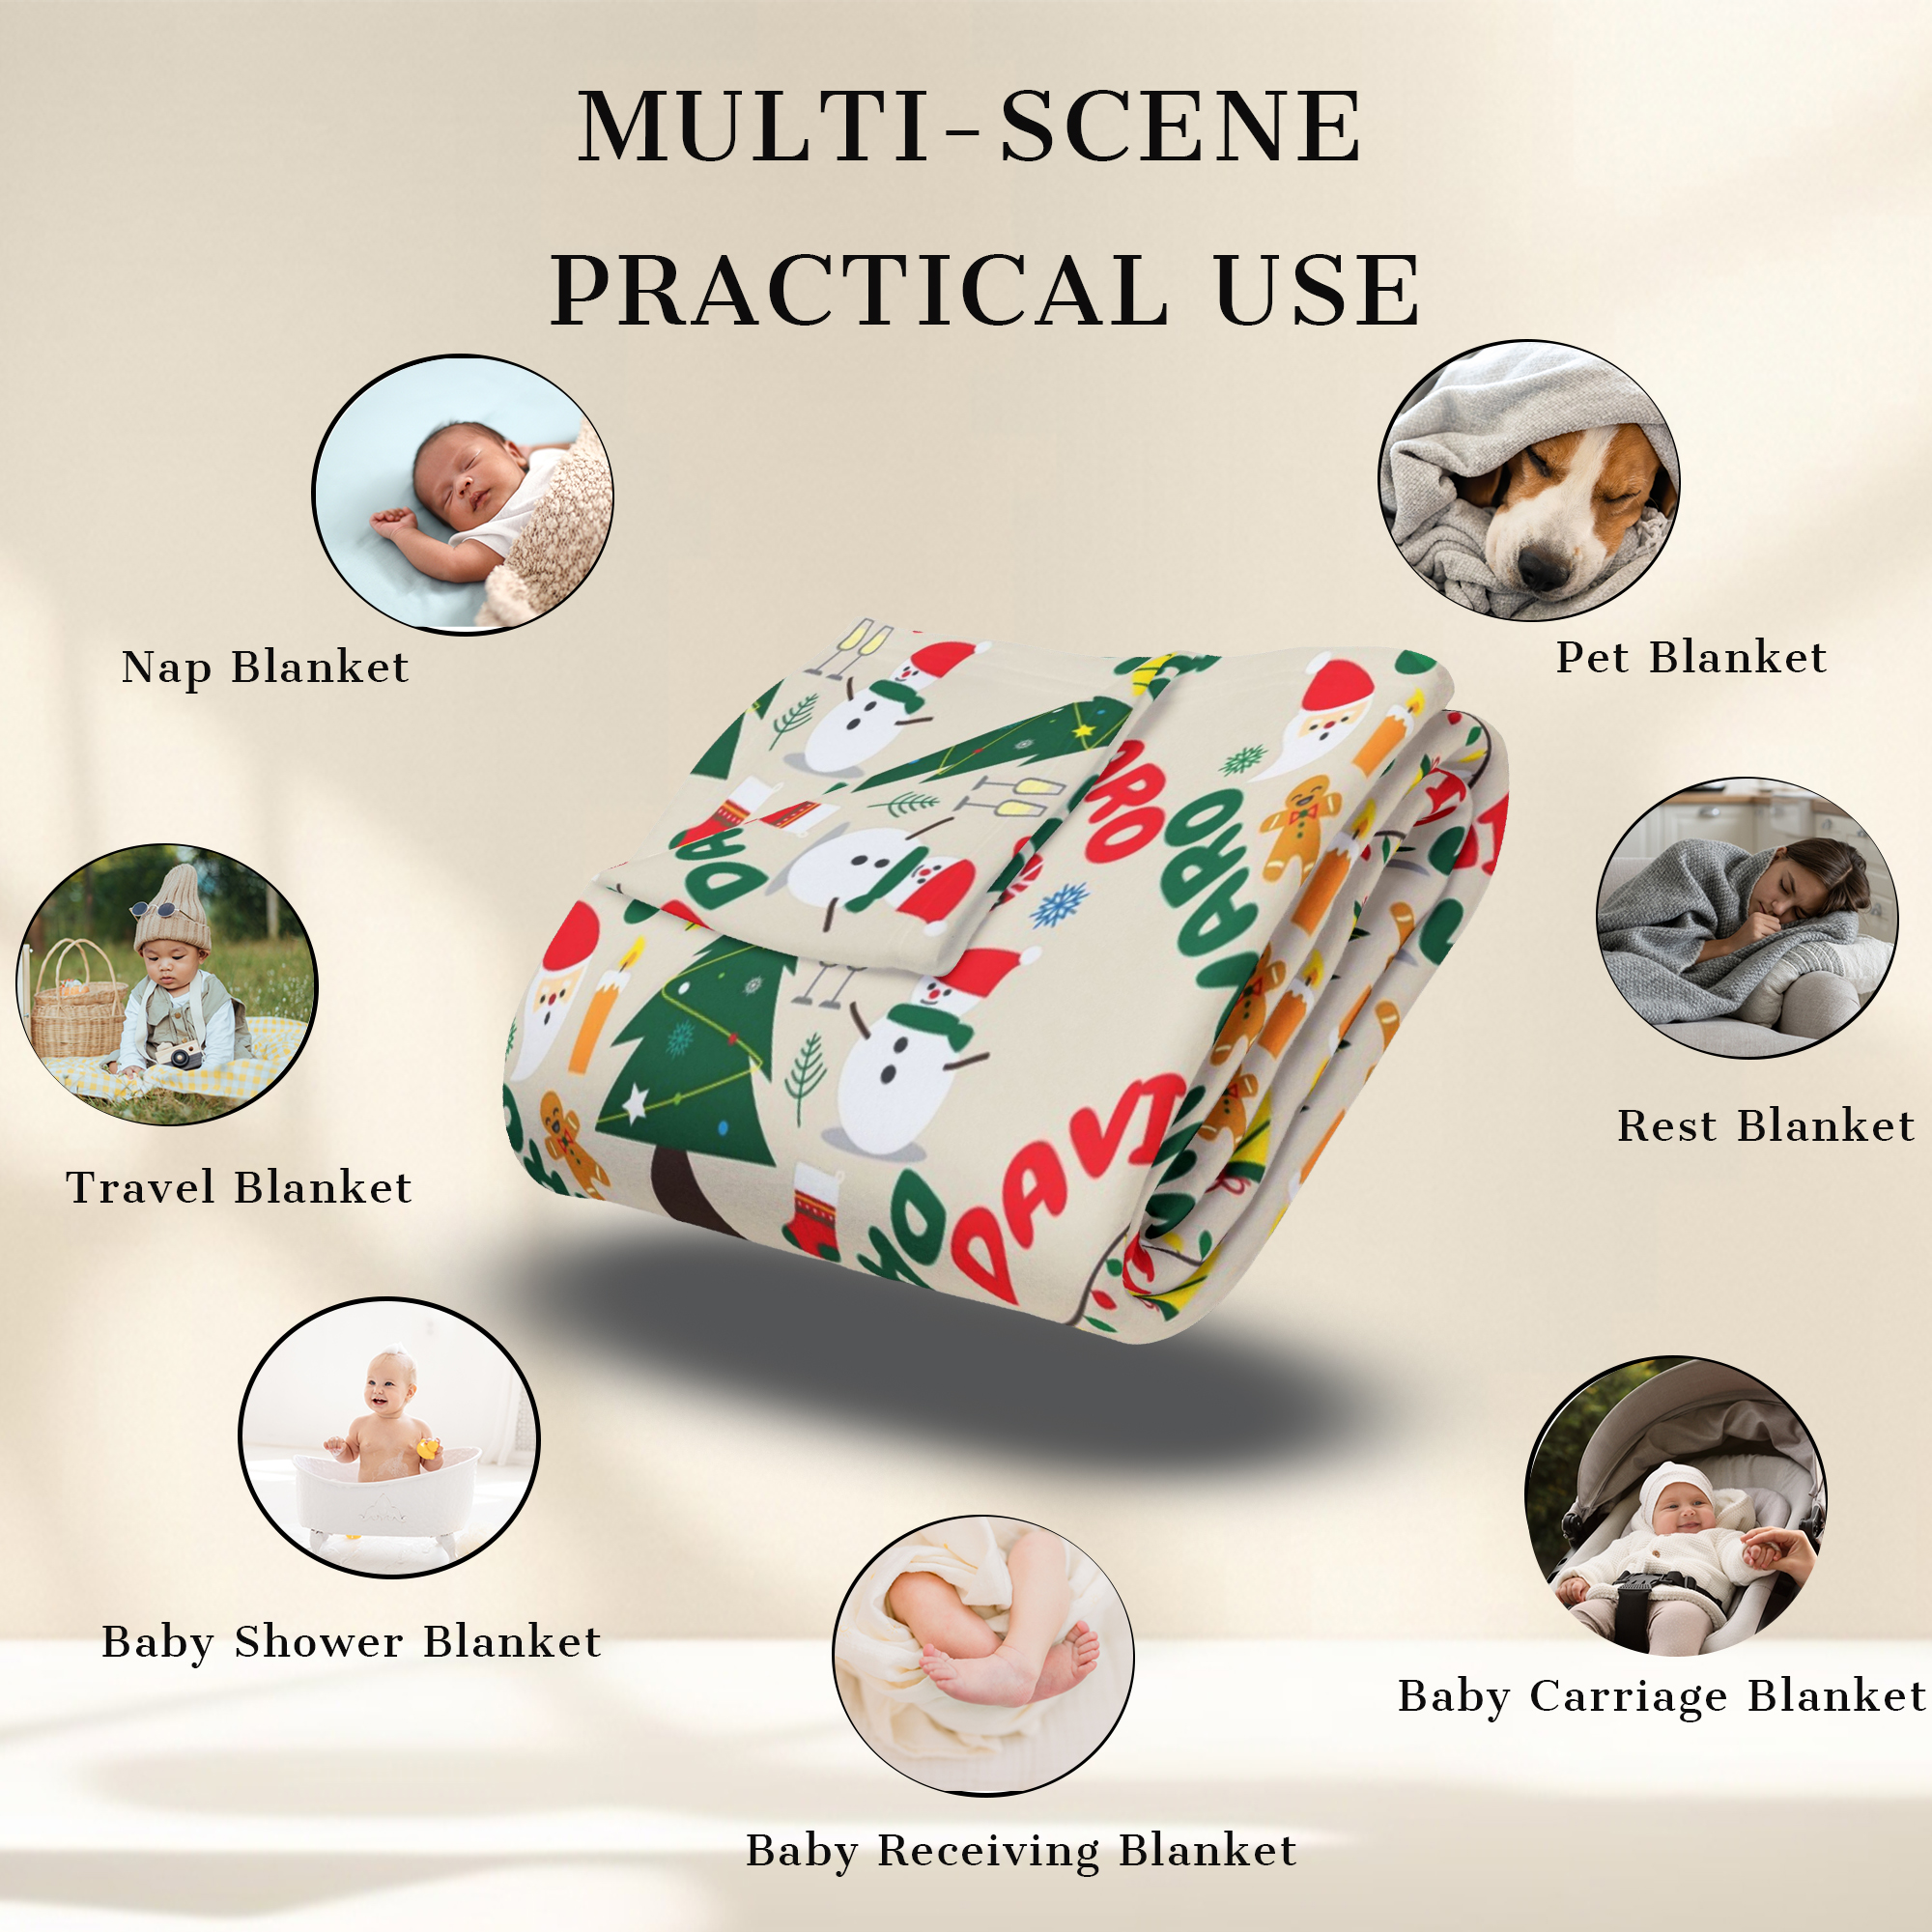 MULTI-SCENE
PRACTICAL USE
Nap Blanket
Pet Blanket
Travel Blanket
Rest Blanket
DAVI
Baby Shower Blanket
Baby Carriage Blanket
Baby Receiving Blanket